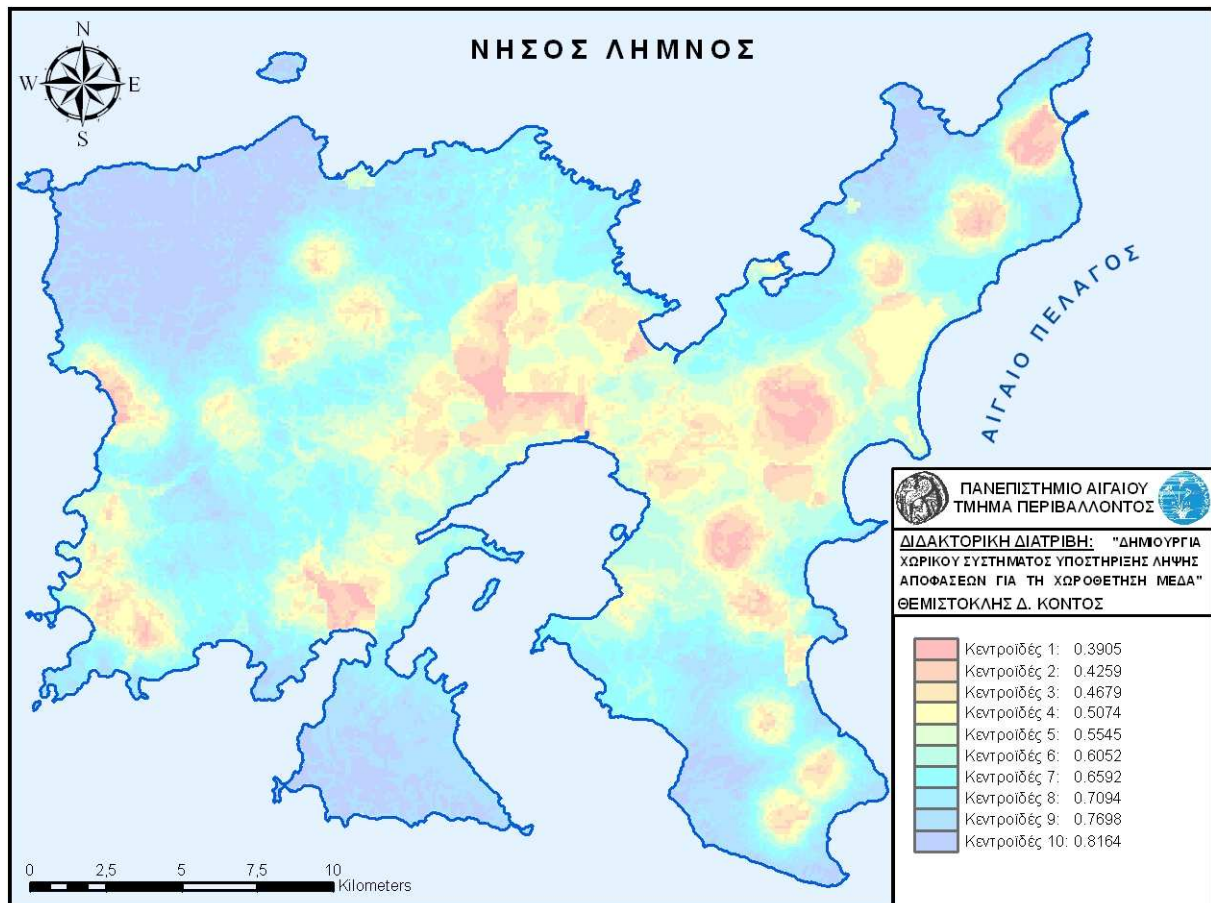 ΝΗΣΟΣ ΛΗΜΝΟΣ
N
W E
S
ΑΙΓΑΙΟ ΠΕΛΑΓΟΣ
ΠΑΝΕΠΙΣΤΗΜΙΟ ΑΙΓΑΙΟΥ
ΤΜΗΜΑ ΠΕΡΙΒΑΛΛΟΝΤΟΣ
ΔΙΔΑΚΤΟΡΙΚΗ ΔΙΑΤΡΙΒΗ: "ΔΗΜΙΟΥΡΓΙΑ
ΧΩΡΙΚΟΥ ΣΥΣΤΗΜΑΤΟΣ ΥΠΟΣΤΗΡΙΞΗΣ ΛΗΨΗΣ
ΑΠΟΦΑΣΕΩΝ ΓΙΑ ΤΗ ΧΩΡΟΘΕΤΗΣΗ ΜΕΔΑ"
ΘΕΜΙΣΤΟΚΛΗΣ Δ. ΚΟΝΤΟΣ
Κεντροϊδές 1: 0.3905
Κεντροϊδές 2: 0.4259
Κεντροϊδές 3: 0.4679
Κεντροϊδές 4: 0.5074
Κεντροϊδές 5: 0.5545
Κεντροϊδές 6: 0.6052
Κεντροϊδές 7: 0.6592
Κεντροϊδές 8: 0.7094
Κεντροϊδές 9: 0.7698
Κεντροϊδές 10: 0.8164
0 2,5 5 7,5 10
Kilometers